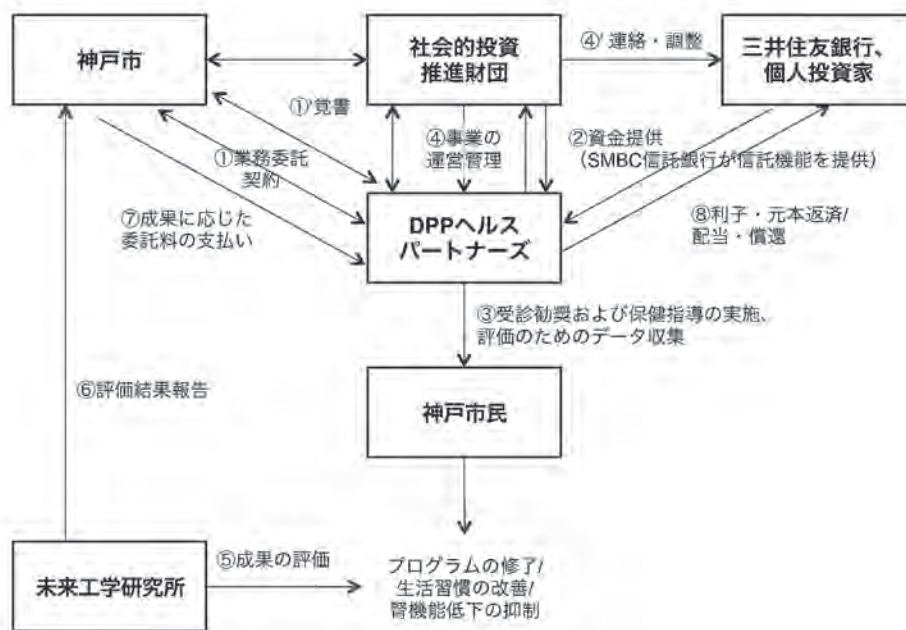 神戸市
社会的投資
推進財団
④' 連絡・調整
三井住友銀行、
個人投資家
①'覚書
④事業の
運営管理
②資金提供
（SMBC信託銀行が信託機能を提供）
①業務委託
契約
⑦成果に応じた
委託料の支払い
DPPヘルス
パートナーズ
⑧利子・元本返済/
配当・償還
③受診勧奨および保健指導の実施、
評価のためのデータ収集
⑥評価結果報告
神戸市民
未来工学研究所
⑤成果の評価
プログラムの修了/
生活習慣の改善/
腎機能低下の抑制